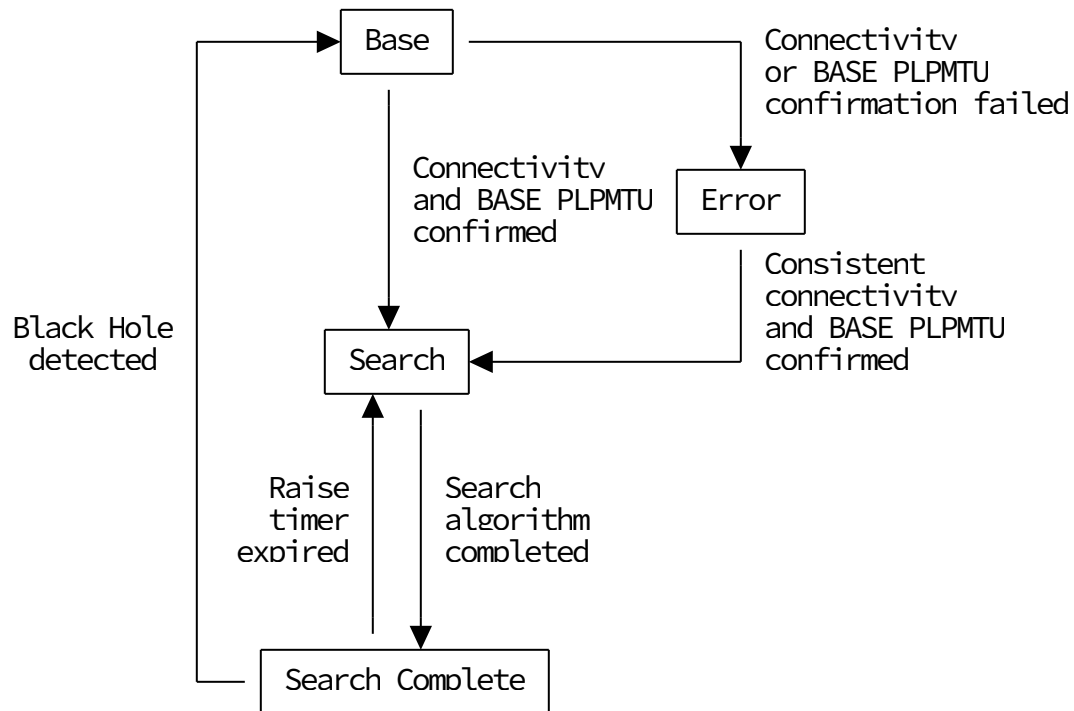 Base
Connectivity
or BASE PLPMTU
confirmation failed
Connectivity
and BASE PLPMTU
confirmed
Error
Consistent
connectivity
and BASE PLPMTU
confirmed
Black Hole
detected
Search
Raise
timer
expired
Search
algorithm
completed
Search Complete